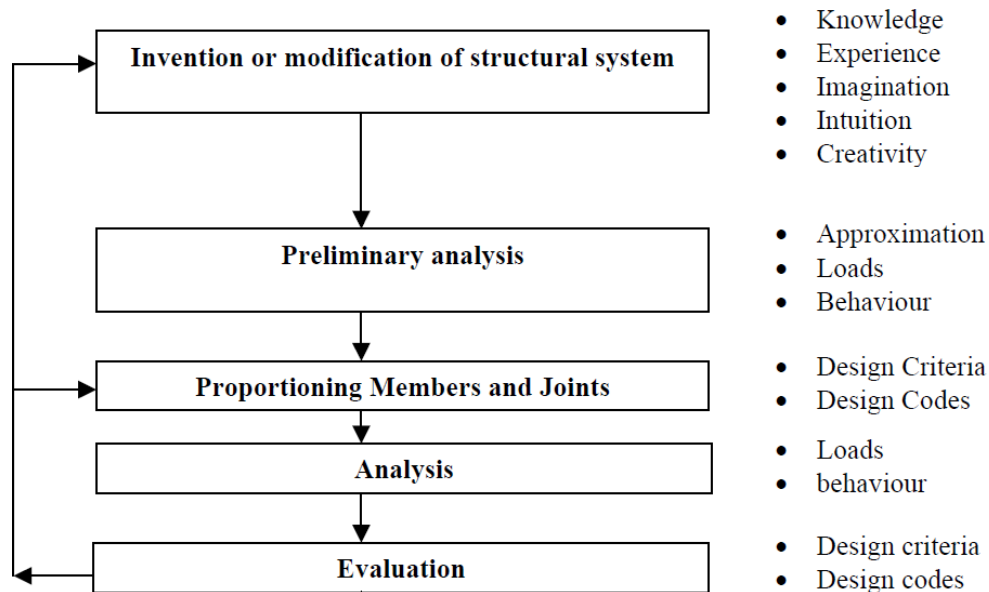 Invention or modification of structural system
• Knowledge
• Experience
• Imagination
• Intuition
• Creativity
Preliminary analysis
• Approximation
• Loads
• Behaviour
Proportioning Members and Joints
• Design Criteria
• Design Codes
Analysis
• Loads
• behaviour
Evaluation
• Design criteria
• Design codes